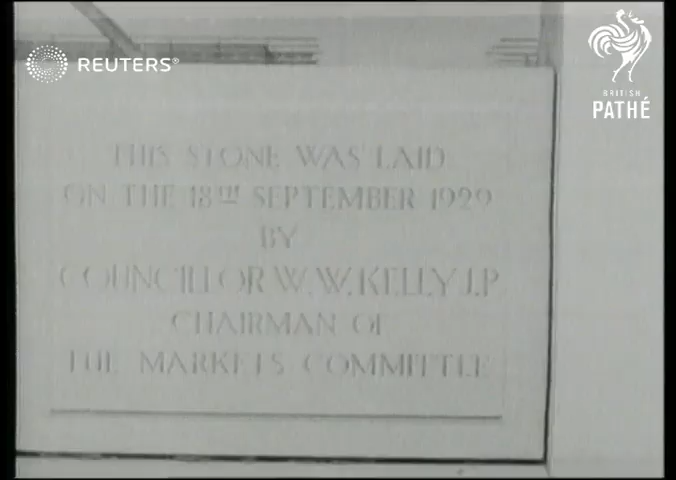 REUTERS®
BRITISH
PATHÉ
THIS STONE WAS LAID
ON THE 18TH SEPTEMBER 1929
BY
COUNCILLOR W. W. KELLY J.P.
CHAIRMAN OF
THE MARKETS COMMITTEE